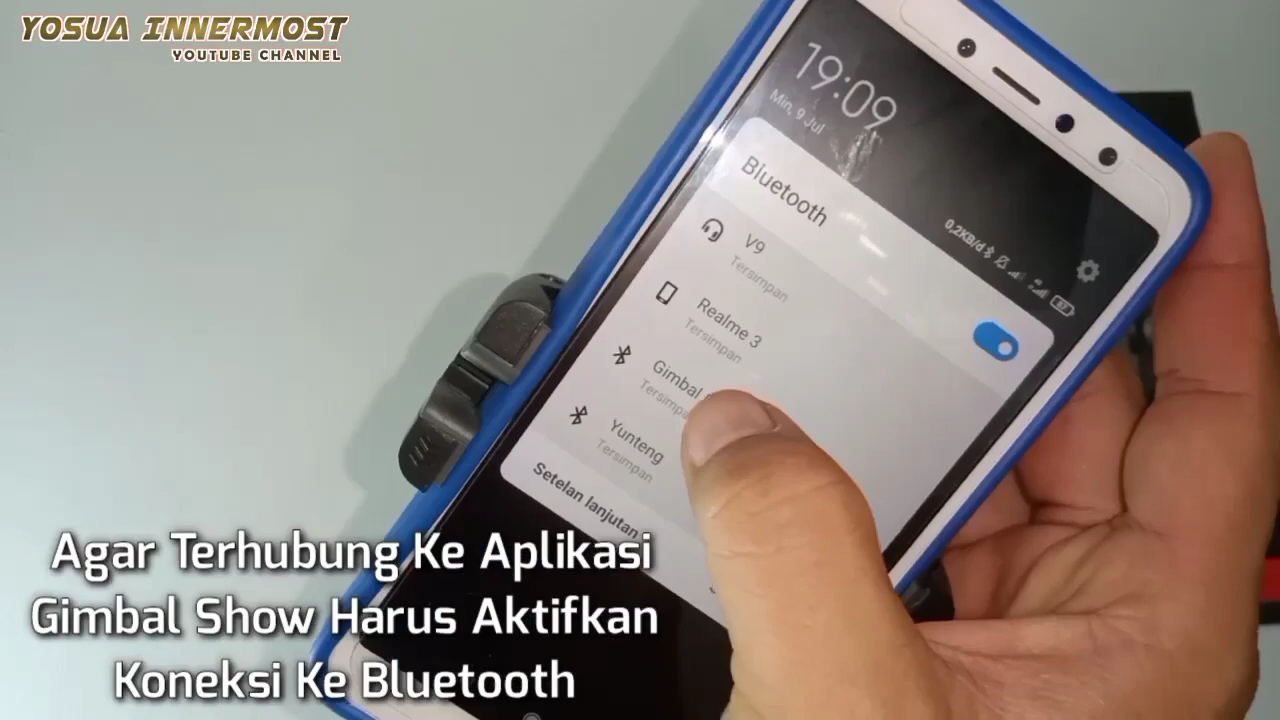 YOSUA INNERMOST
YOUTUBE CHANNEL
19:09
Min, 9 Jul
0,2KB/d
Bluetooth
V9
Tersimpan
Realme 3
Tersimpan
Gimbal
Tersimpan
Yunteng
Tersimpan
Setelan lanjutan
Agar Terhubung Ke Aplikasi
Gimbal Show Harus Aktifkan
Koneksi Ke Bluetooth